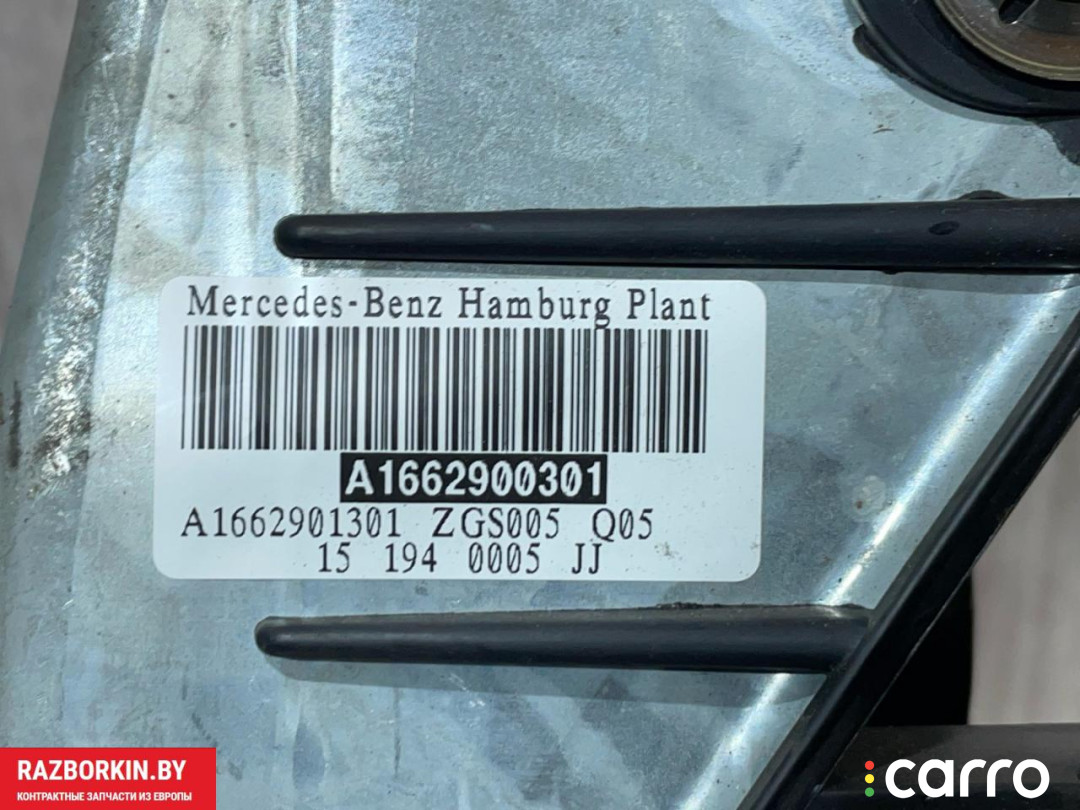 Mercedes-Benz Hamburg Plant
A1662900301
A1662901301 ZGS005 Q05
15 194 0005 JJ
RAZBORKIN.BY
КОНТРАКТНЫЕ ЗАПЧАСТИ ИЗ ЕВРОПЫ
carro